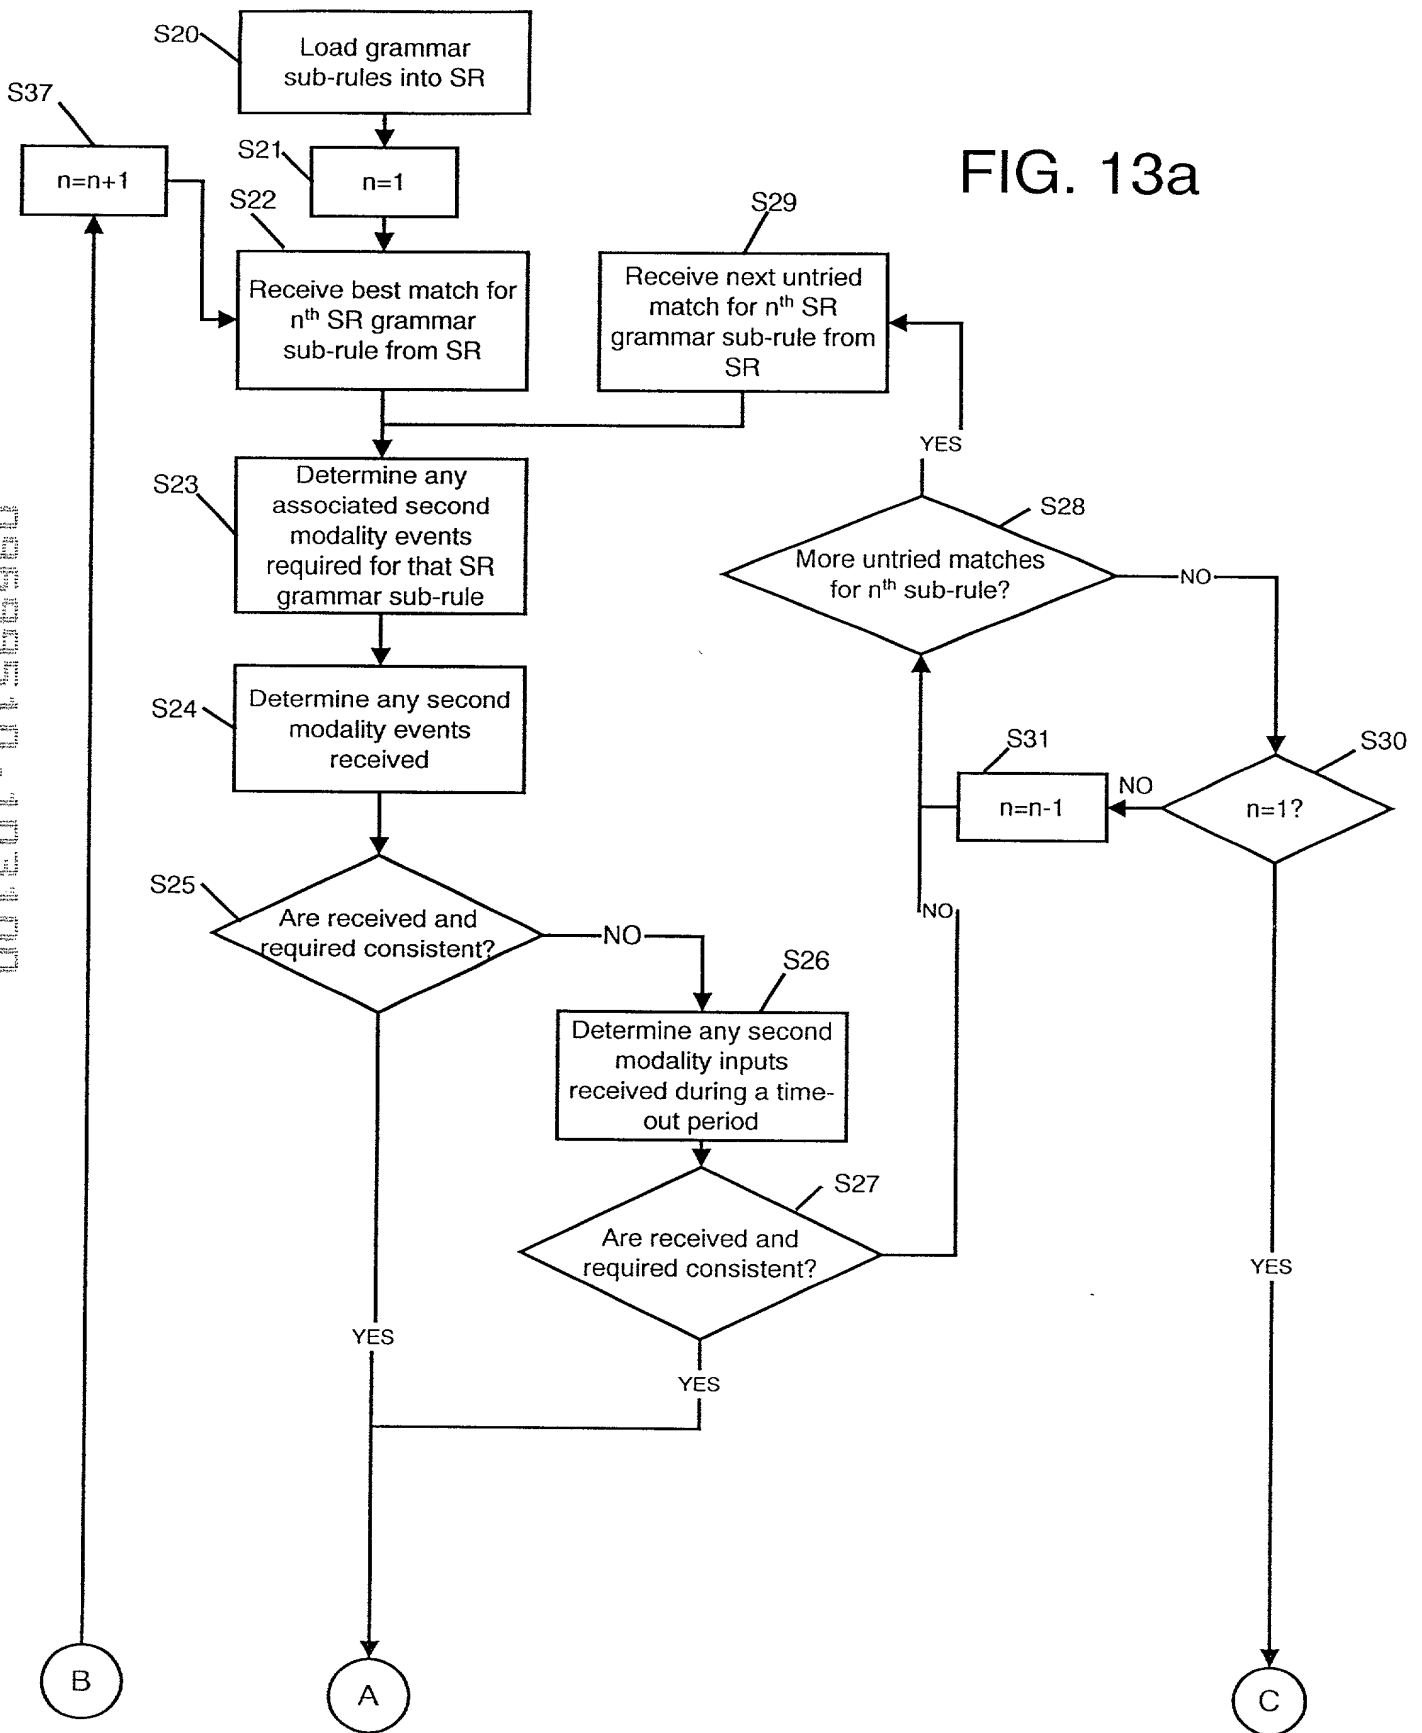 S20
Load grammar
sub-rules into SR
S37
n=n+1
S21
n=1
FIG. 13a
S22
Receive best match for
nth SR grammar
sub-rule from SR
S29
Receive next untried
match for nth SR
grammar sub-rule from
SR
YES
S23
Determine any
associated second
modality events
required for that SR
grammar sub-rule
S28
More untried matches
for nth sub-rule?
NO
S24
Determine any second
modality events
received
S31
n=n-1
NO
S30
n=1?
S25
Are received and
required consistent?
NO
NO
S26
Determine any second
modality inputs
received during a time-
out period
S27
Are received and
required consistent?
YES
YES
YES
B
A
C